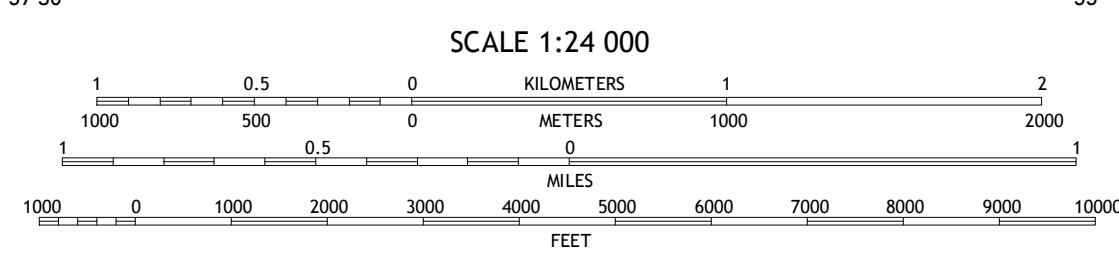 SCALE 1:24 000
1 0.5 0 KILOMETERS 1 2
1000 500 0 METERS 1000 2000
1 0.5 0 1
MILES
1000 0 1000 2000 3000 4000 5000 6000 7000 8000 9000 10000
FEET